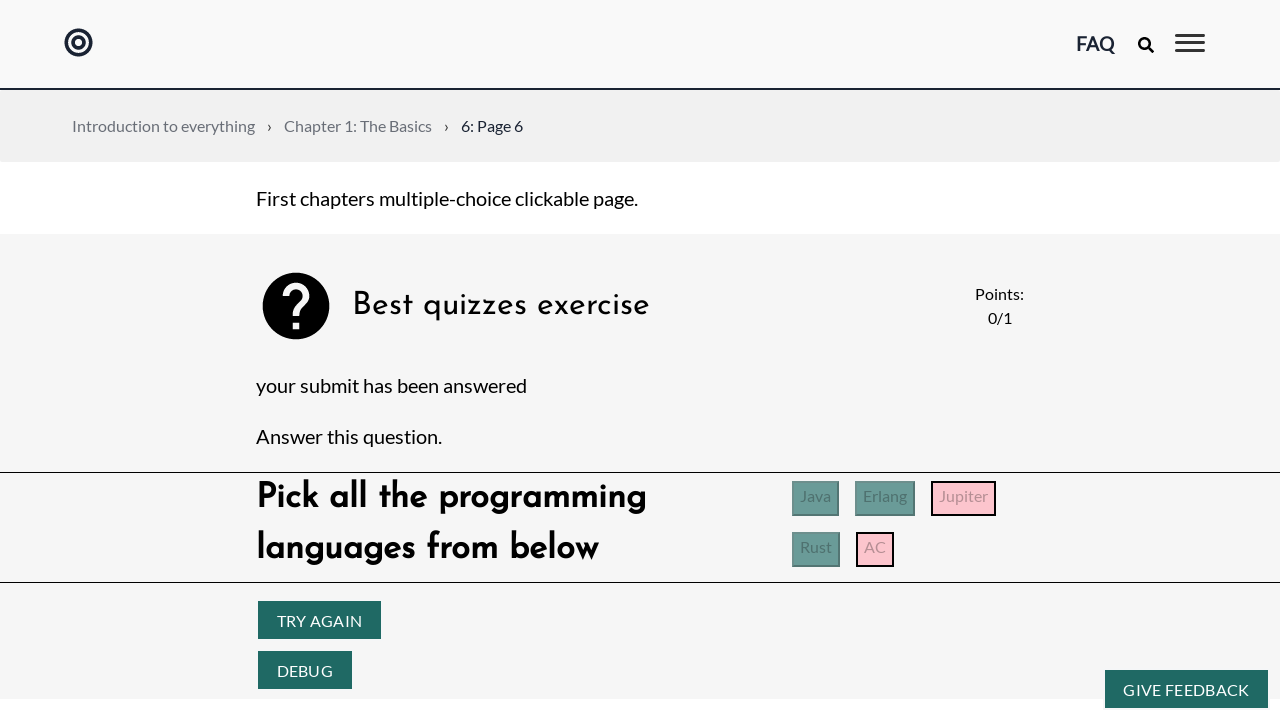 FAQ
Introduction to everything › Chapter 1: The Basics › 6: Page 6
First chapters multiple-choice clickable page.
Best quizzes exercise
Points:
0/1
your submit has been answered
Answer this question.
Pick all the programming
languages from below
Java Erlang Jupiter
Rust AC
TRY AGAIN
DEBUG
GIVE FEEDBACK